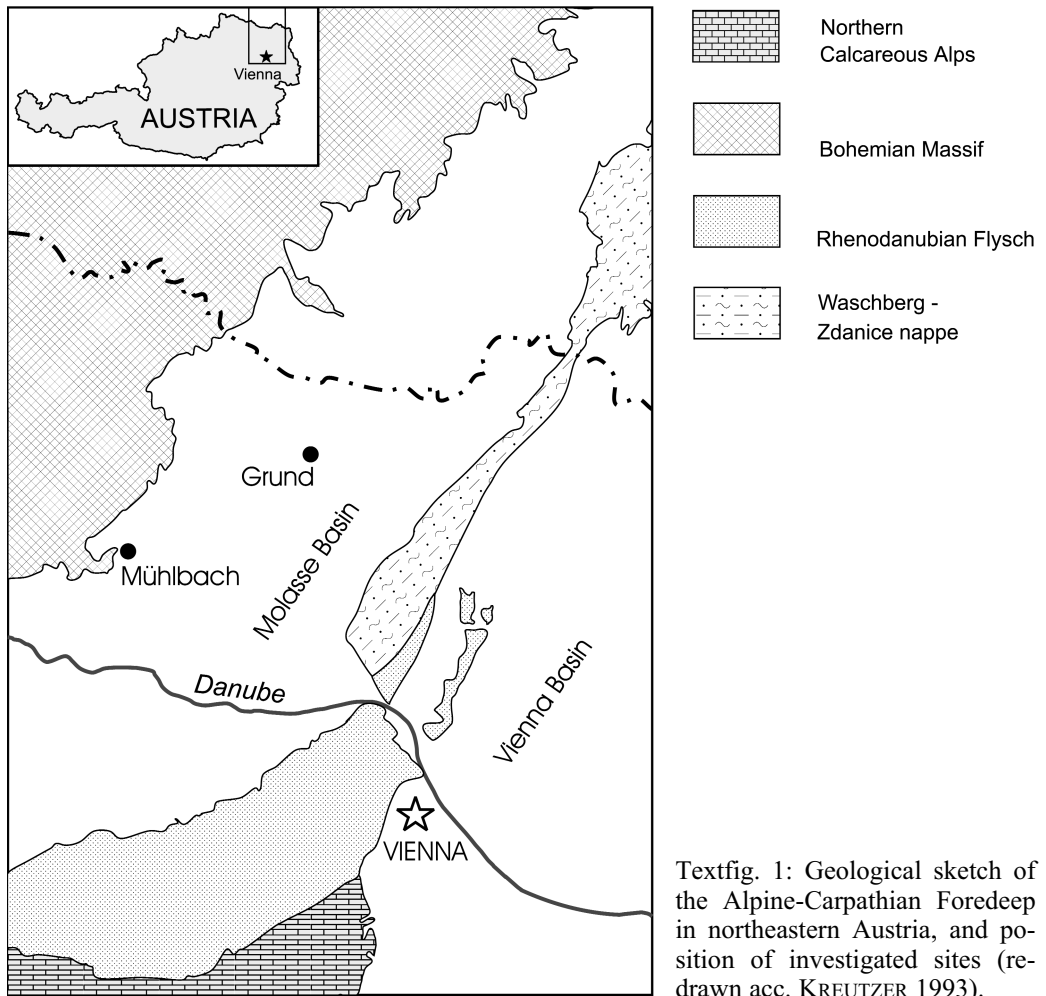 Vienna
AUSTRIA
Grund
Mühlbach
Molasse Basin
Danube
Vienna Basin
VIENNA
Northern
Calcareous Alps
Bohemian Massif
Rhenodanubian Flysch
Waschberg -
Zdanice nappe
Textfig. 1: Geological sketch of
the Alpine-Carpathian Foredeep
in northeastern Austria, and po-
sition of investigated sites (re-
drawn acc. KREUTZER 1993).